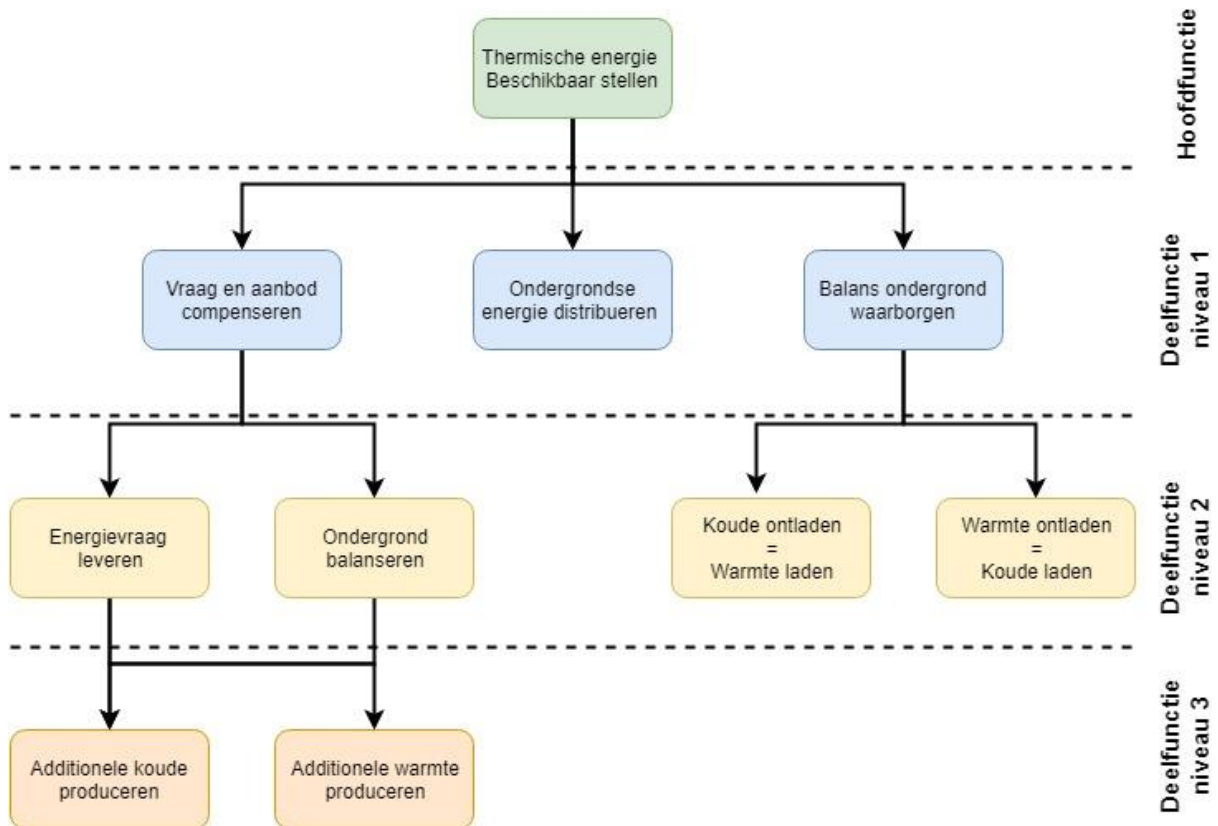 Thermische energie
Beschikbaar stellen
Hoofdfunctie
Vraag en aanbod
compenseren
Ondergrondse
energie distribueren
Balans ondergrond
waarborgen
Deelfunctie
niveau 1
Energievraag
leveren
Ondergrond
balanseren
Koude ontladen
=
Warmte laden
Warmte ontladen
=
Koude laden
Deelfunctie
niveau 2
Additionele koude
produceren
Additionele warmte
produceren
Deelfunctie
niveau 3